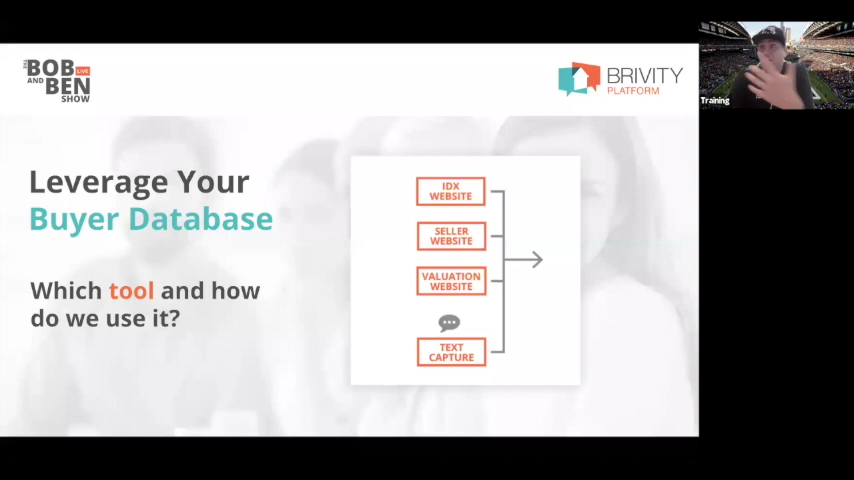 THE
BOB LIVE
AND BEN
SHOW
BRIVITY
PLATFORM
Training
Leverage Your
Buyer Database
Which tool and how
do we use it?
IDX
WEBSITE
SELLER
WEBSITE
VALUATION
WEBSITE
TEXT
CAPTURE